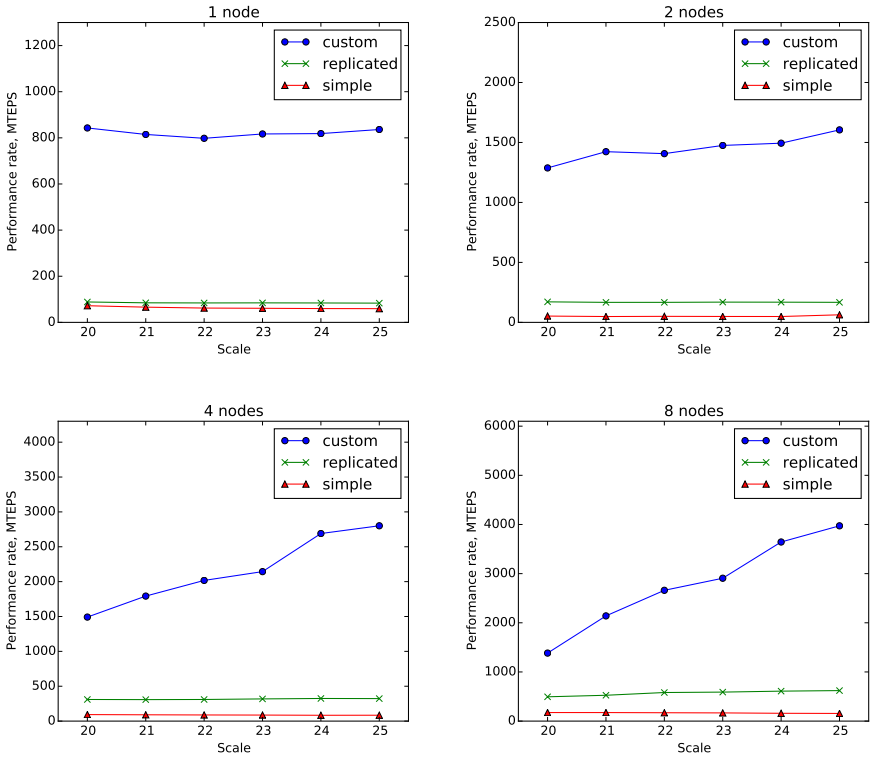 1 node
1200
1000
800
600
400
200
0
Performance rate, MTEPS
custom
replicated
simple
20 21 22 23 24 25
Scale
2 nodes
2500
2000
1500
1000
500
0
Performance rate, MTEPS
custom
replicated
simple
20 21 22 23 24 25
Scale
4 nodes
4000
3500
3000
2500
2000
1500
1000
500
0
Performance rate, MTEPS
custom
replicated
simple
20 21 22 23 24 25
Scale
8 nodes
6000
5000
4000
3000
2000
1000
0
Performance rate, MTEPS
custom
replicated
simple
20 21 22 23 24 25
Scale